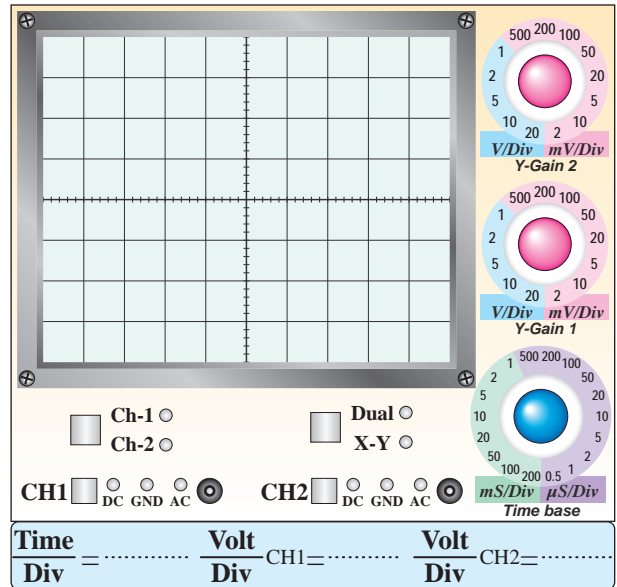 500 200 100
1 50
2 20
5 5
10 10
20 2
V/Div mV/Div
Y-Gain 2
500 200 100
1 50
2 20
5 5
10 10
20 2
V/Div mV/Div
Y-Gain 1
1 500 200 100
2 50
5 20
10 10
20 5
50 2
100 200 0.5 1
mS/Div µS/Div
Time base
Ch-1 Dual
Ch-2 X-Y
CH1 DC GND AC CH2 DC GND AC
Time Volt Volt
Div = ............... Div CH1=............ Div CH2=............